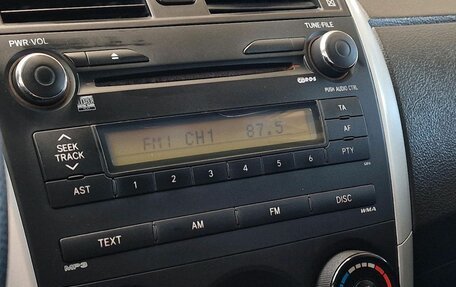 PWR•VOL
TUNE•FILE
PUSH AUDIO CTRL
SEEK
TRACK
FM1 CH1 87.5
TA
AF
PTY
AST
1 2 3 4 5 6
TEXT AM FM DISC
MP3
WMA